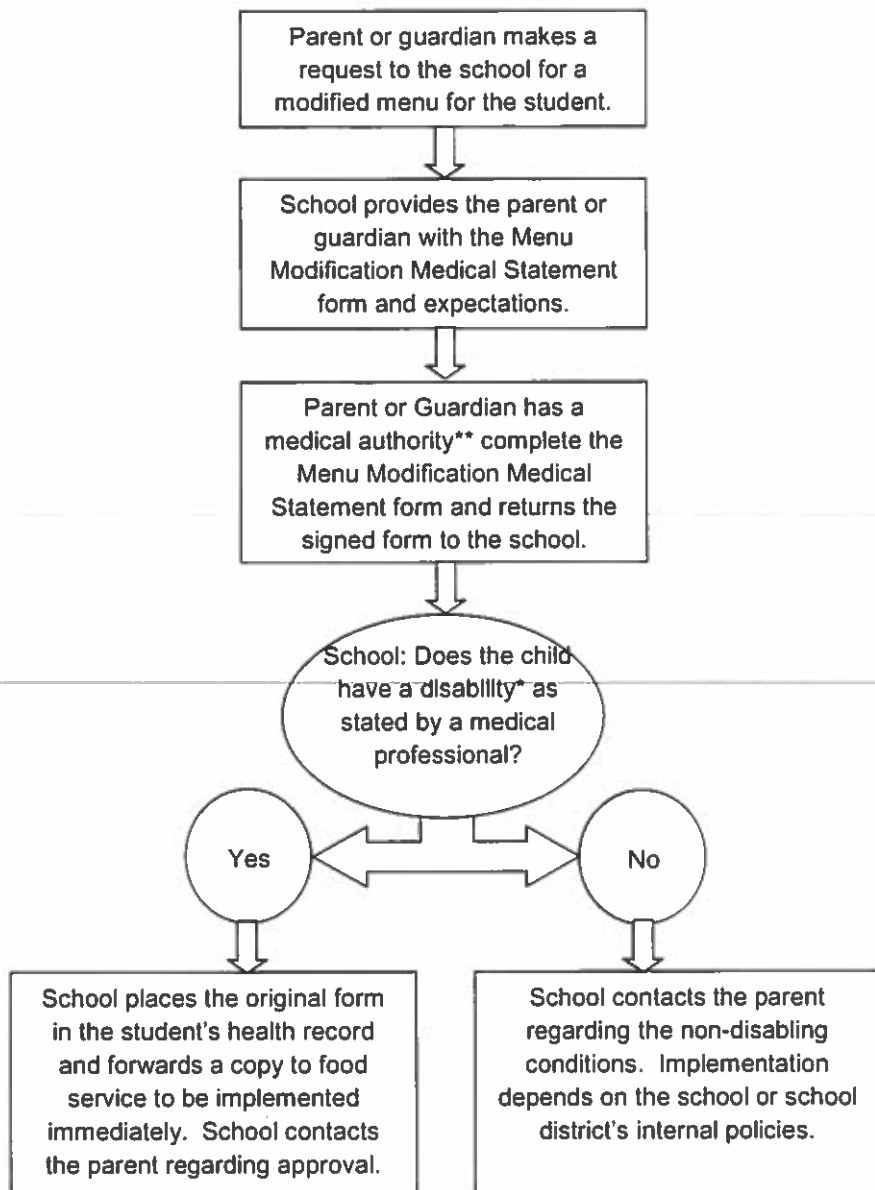 Parent or guardian makes a
request to the school for a
modified menu for the student.
School provides the parent or
guardian with the Menu
Modification Medical Statement
form and expectations.
Parent or Guardian has a
medical authority** complete the
Menu Modification Medical
Statement form and returns the
signed form to the school.
School: Does the child
have a disability* as
stated by a medical
professional?
Yes
No
School places the original form
in the student's health record
and forwards a copy to food
service to be implemented
immediately. School contacts
the parent regarding approval.
School contacts the parent
regarding the non-disabling
conditions. Implementation
depends on the school or school
district's internal policies.